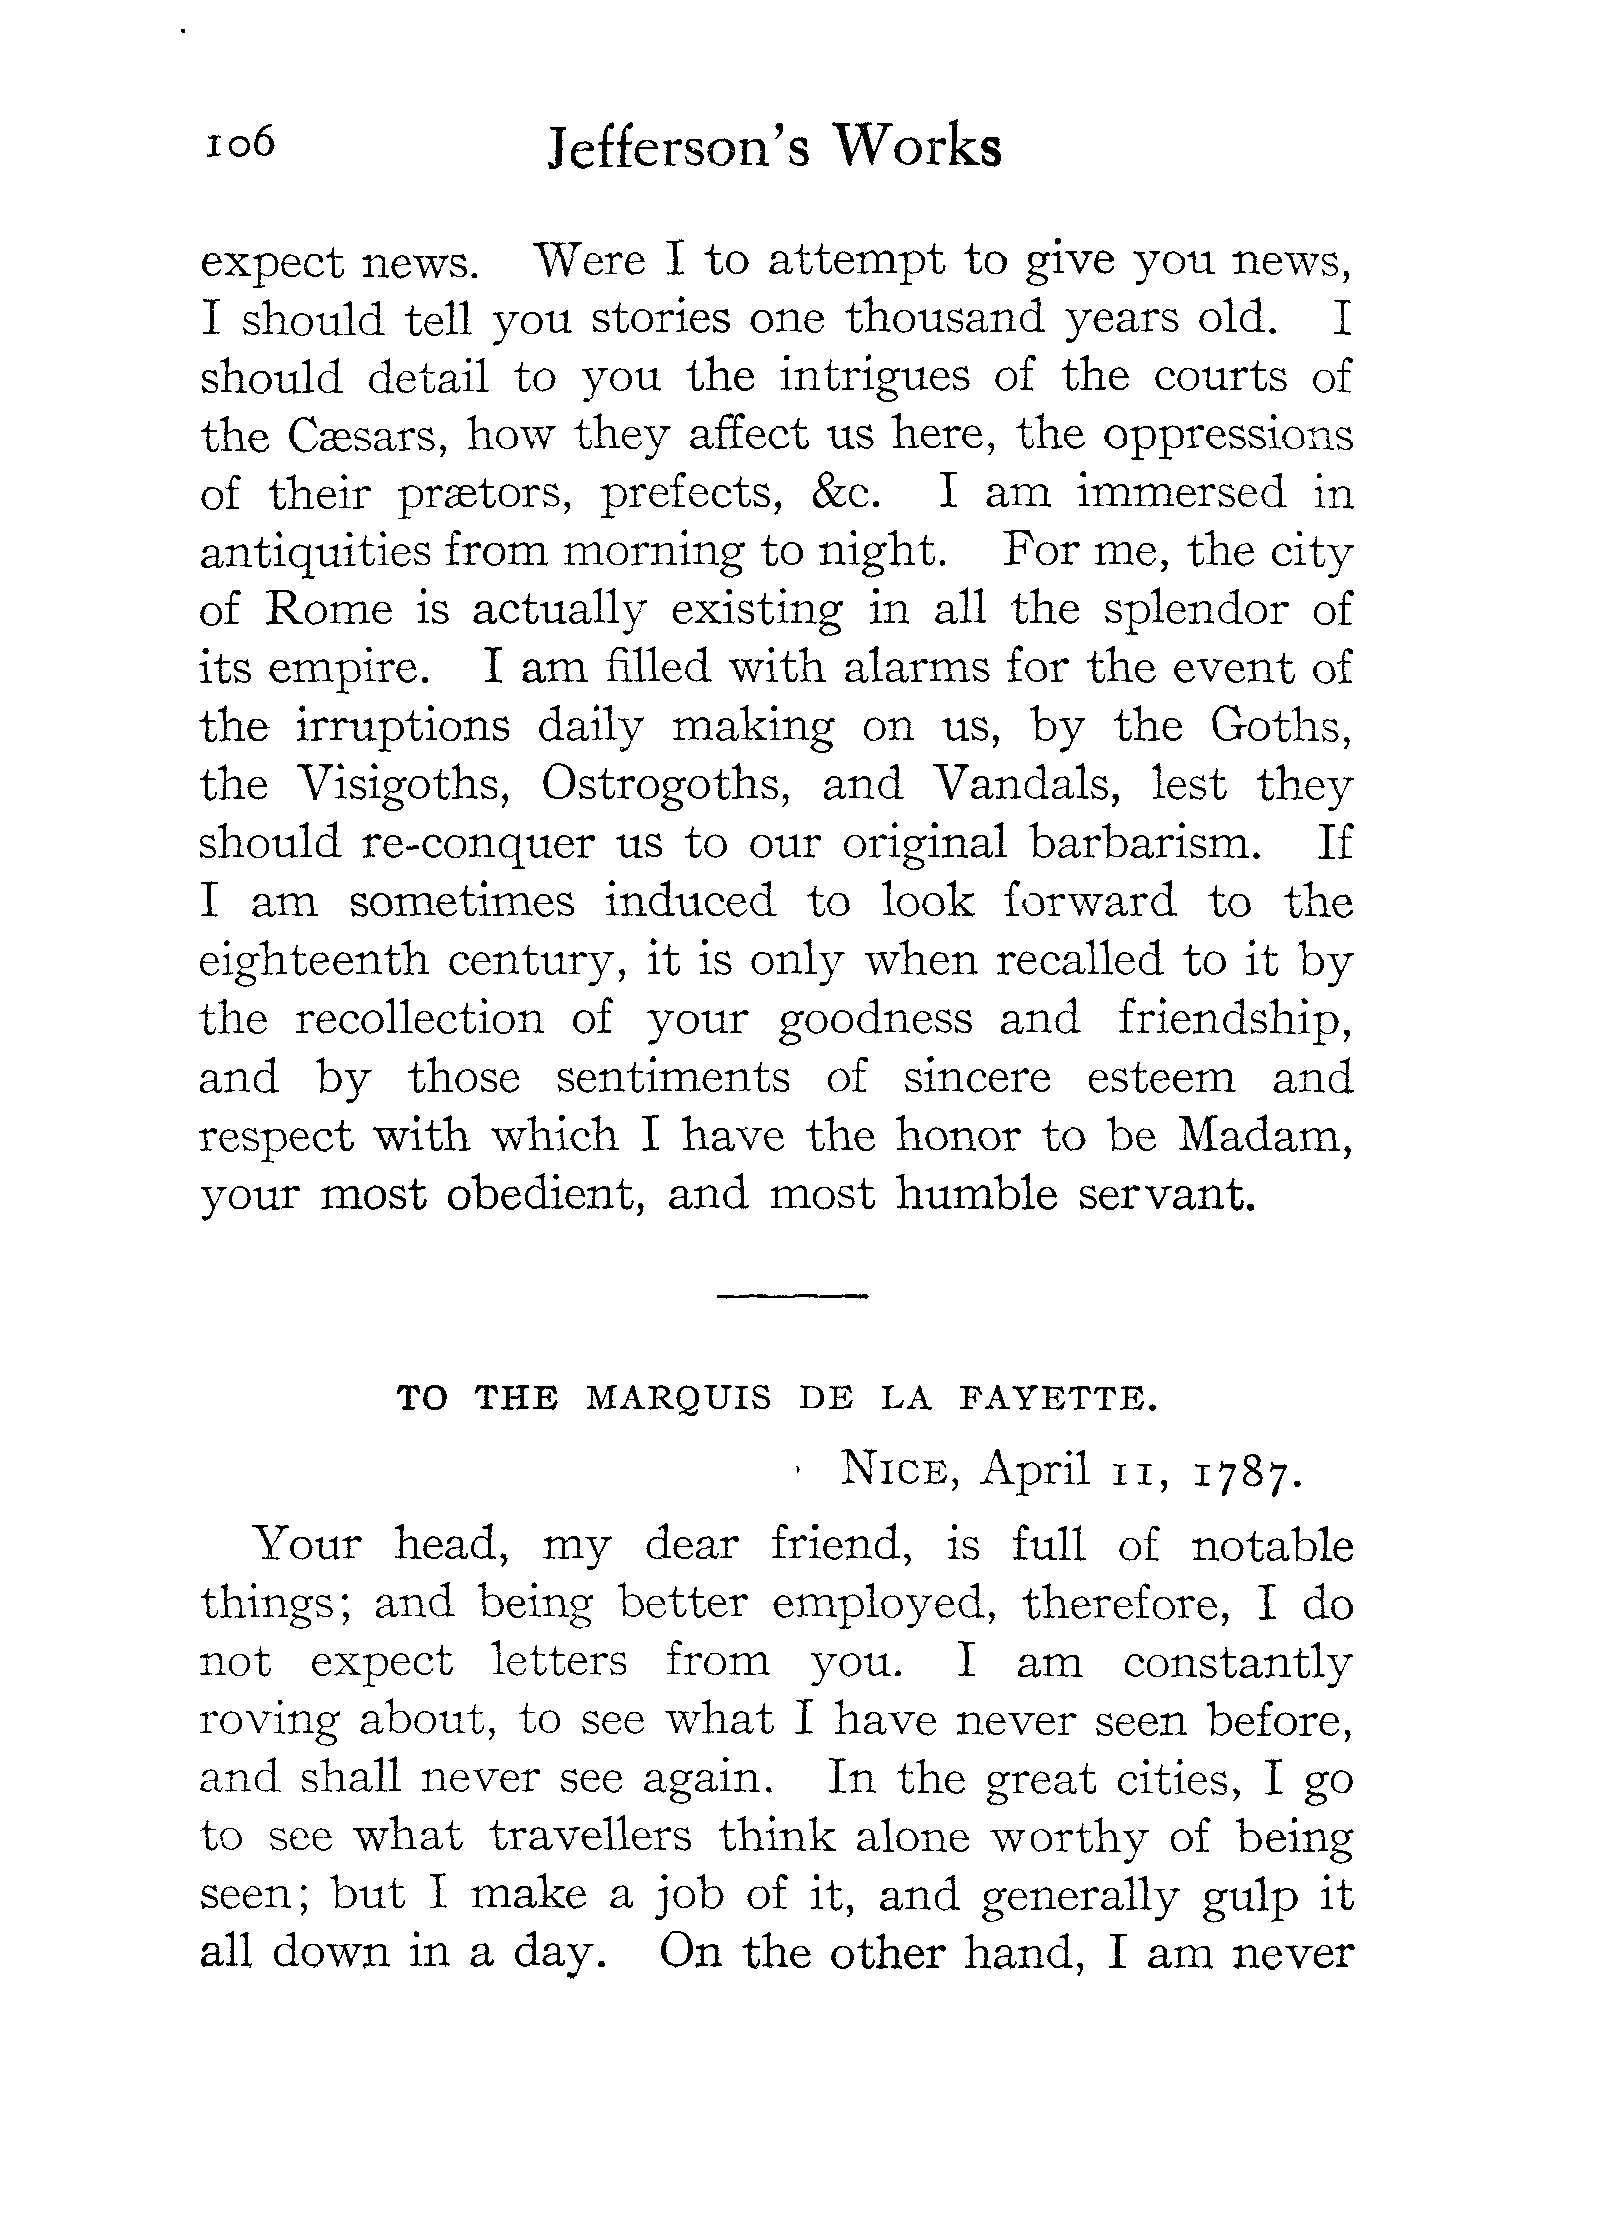 106 Jefferson's Works
expect news. Were I to attempt to give you news,
I should tell you stories one thousand years old. I
should detail to you the intrigues of the courts of
the Cæsars, how they affect us here, the oppressions
of their prætors, prefects, &c. I am immersed in
antiquities from morning to night. For me, the city
of Rome is actually existing in all the splendor of
its empire. I am filled with alarms for the event of
the irruptions daily making on us, by the Goths,
the Visigoths, Ostrogoths, and Vandals, lest they
should re-conquer us to our original barbarism. If
I am sometimes induced to look forward to the
eighteenth century, it is only when recalled to it by
the recollection of your goodness and friendship,
and by those sentiments of sincere esteem and
respect with which I have the honor to be Madam,
your most obedient, and most humble servant.
TO THE MARQUIS DE LA FAYETTE.
NICE, April 11, 1787.
Your head, my dear friend, is full of notable
things; and being better employed, therefore, I do
not expect letters from you. I am constantly
roving about, to see what I have never seen before,
and shall never see again. In the great cities, I go
to see what travellers think alone worthy of being
seen; but I make a job of it, and generally gulp it
all down in a day. On the other hand, I am never